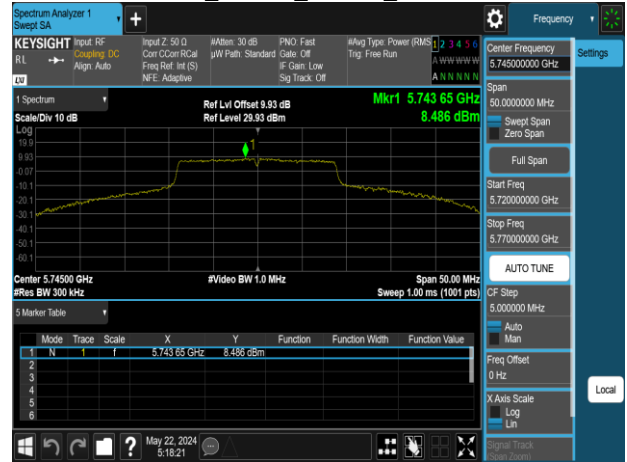 Spectrum Analyzer 1
Swept SA
+
Frequency
KEYSIGHT
RL
LXI
Input: RF
Coupling: DC
Align: Auto
Input Z: 50 Ω
Corr CCorr RCal
Freq Ref: Int (S)
NFE: Adaptive
#Atten: 30 dB
µW Path: Standard
PNO: Fast
Gate: Off
IF Gain: Low
Sig Track: Off
#Avg Type: Power (RMS
Trig: Free Run
1 2 3 4 5 6
A W W W W W
A N N N N N
Center Frequency
5.745000000 GHz
Settings
Span
50.0000000 MHz
Swept Span
Zero Span
Full Span
Start Freq
5.720000000 GHz
Stop Freq
5.770000000 GHz
AUTO TUNE
CF Step
5.000000 MHz
Auto
Man
Freq Offset
0 Hz
X Axis Scale
Log
Lin
Signal Track
(Span Zoom)
Local
1 Spectrum
Scale/Div 10 dB
Ref Lvl Offset 9.93 dB
Ref Level 29.93 dBm
Mkr1 5.743 65 GHz
8.486 dBm
Log
19.9
9.93
-0.07
-10.1
-20.1
-30.1
-40.1
-50.1
-60.1
1
Center 5.74500 GHz
#Res BW 300 kHz
#Video BW 1.0 MHz
Span 50.00 MHz
Sweep 1.00 ms (1001 pts)
5 Marker Table
Mode Trace Scale X Y Function Function Width Function Value
1 N 1 f 5.743 65 GHz 8.486 dBm
2
3
4
5
6
?
May 22, 2024
5:18:21